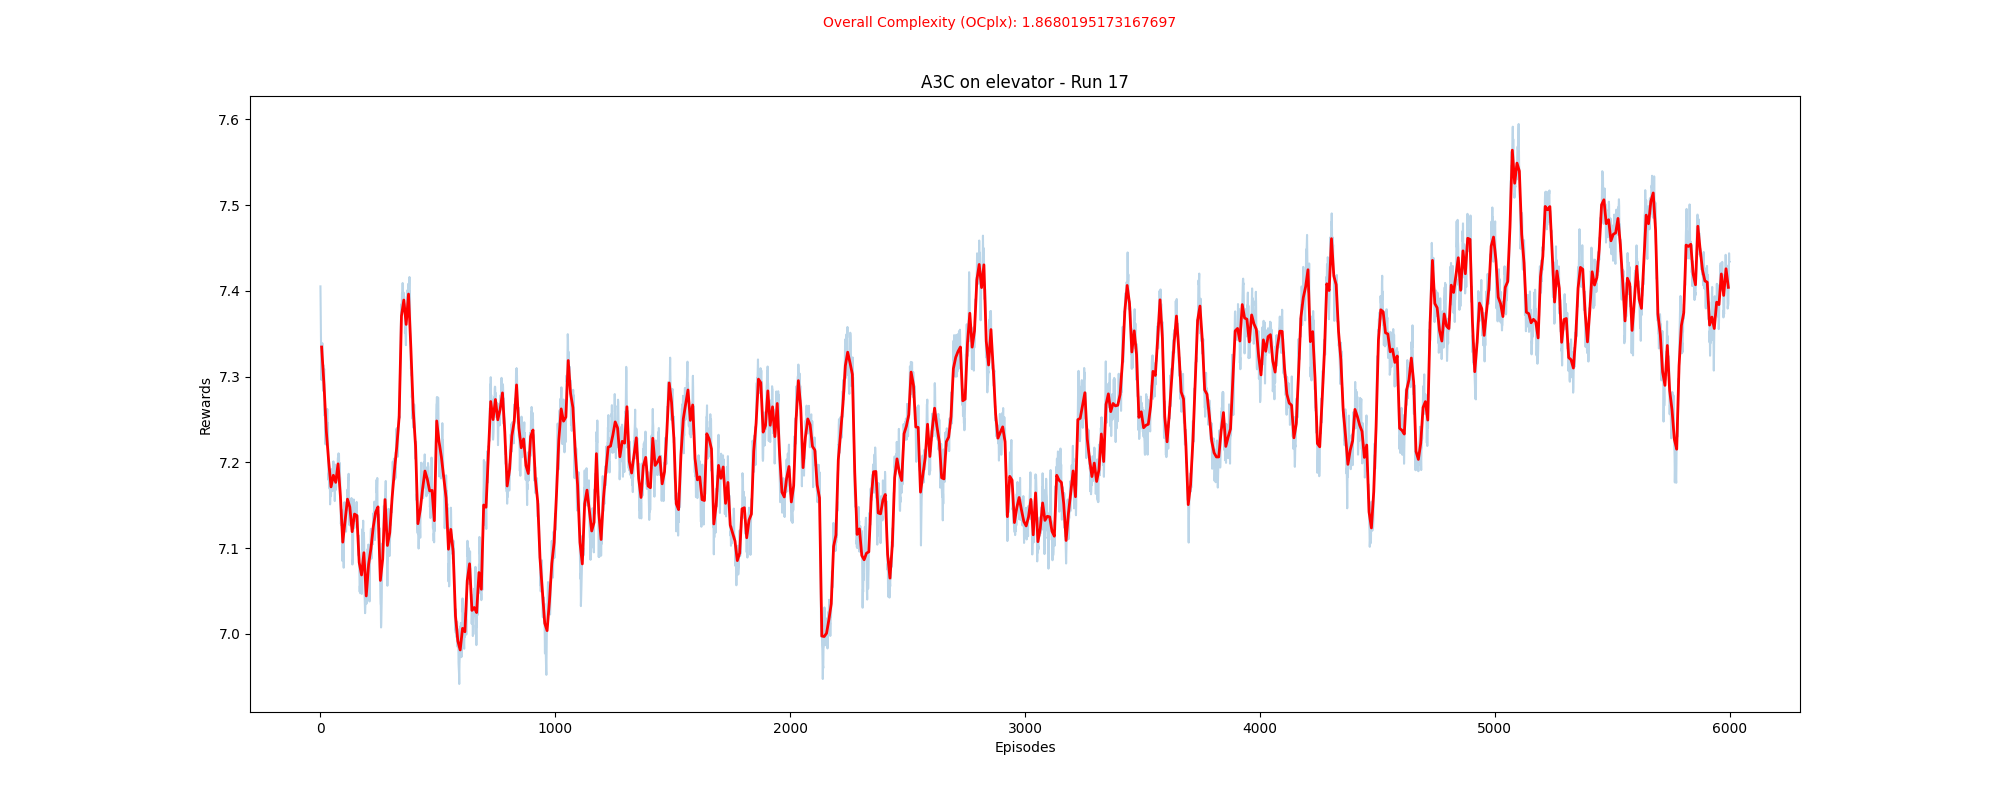 Overall Complexity (OCplx): 1.8680195173167697
A3C on elevator - Run 17
7.6
7.5
7.4
7.3
7.2
7.1
7.0
Rewards
0 1000 2000 3000 4000 5000 6000
Episodes